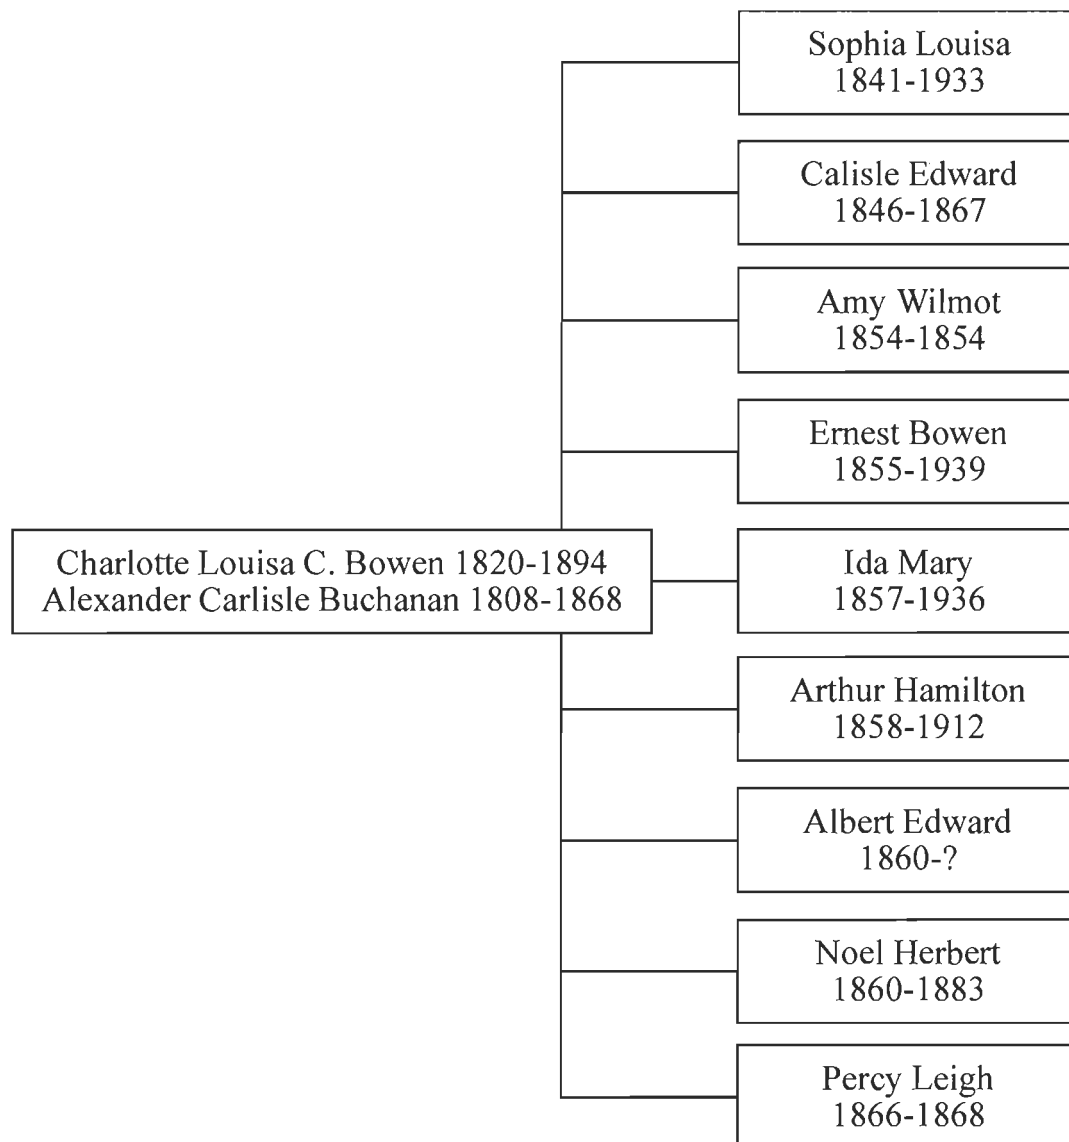 Sophia Louisa
1841-1933
Calisle Edward
1846-1867
Amy Wilmot
1854-1854
Ernest Bowen
1855-1939
Charlotte Louisa C. Bowen 1820-1894
Alexander Carlisle Buchanan 1808-1868
Ida Mary
1857-1936
Arthur Hamilton
1858-1912
Albert Edward
1860-?
Noel Herbert
1860-1883
Percy Leigh
1866-1868